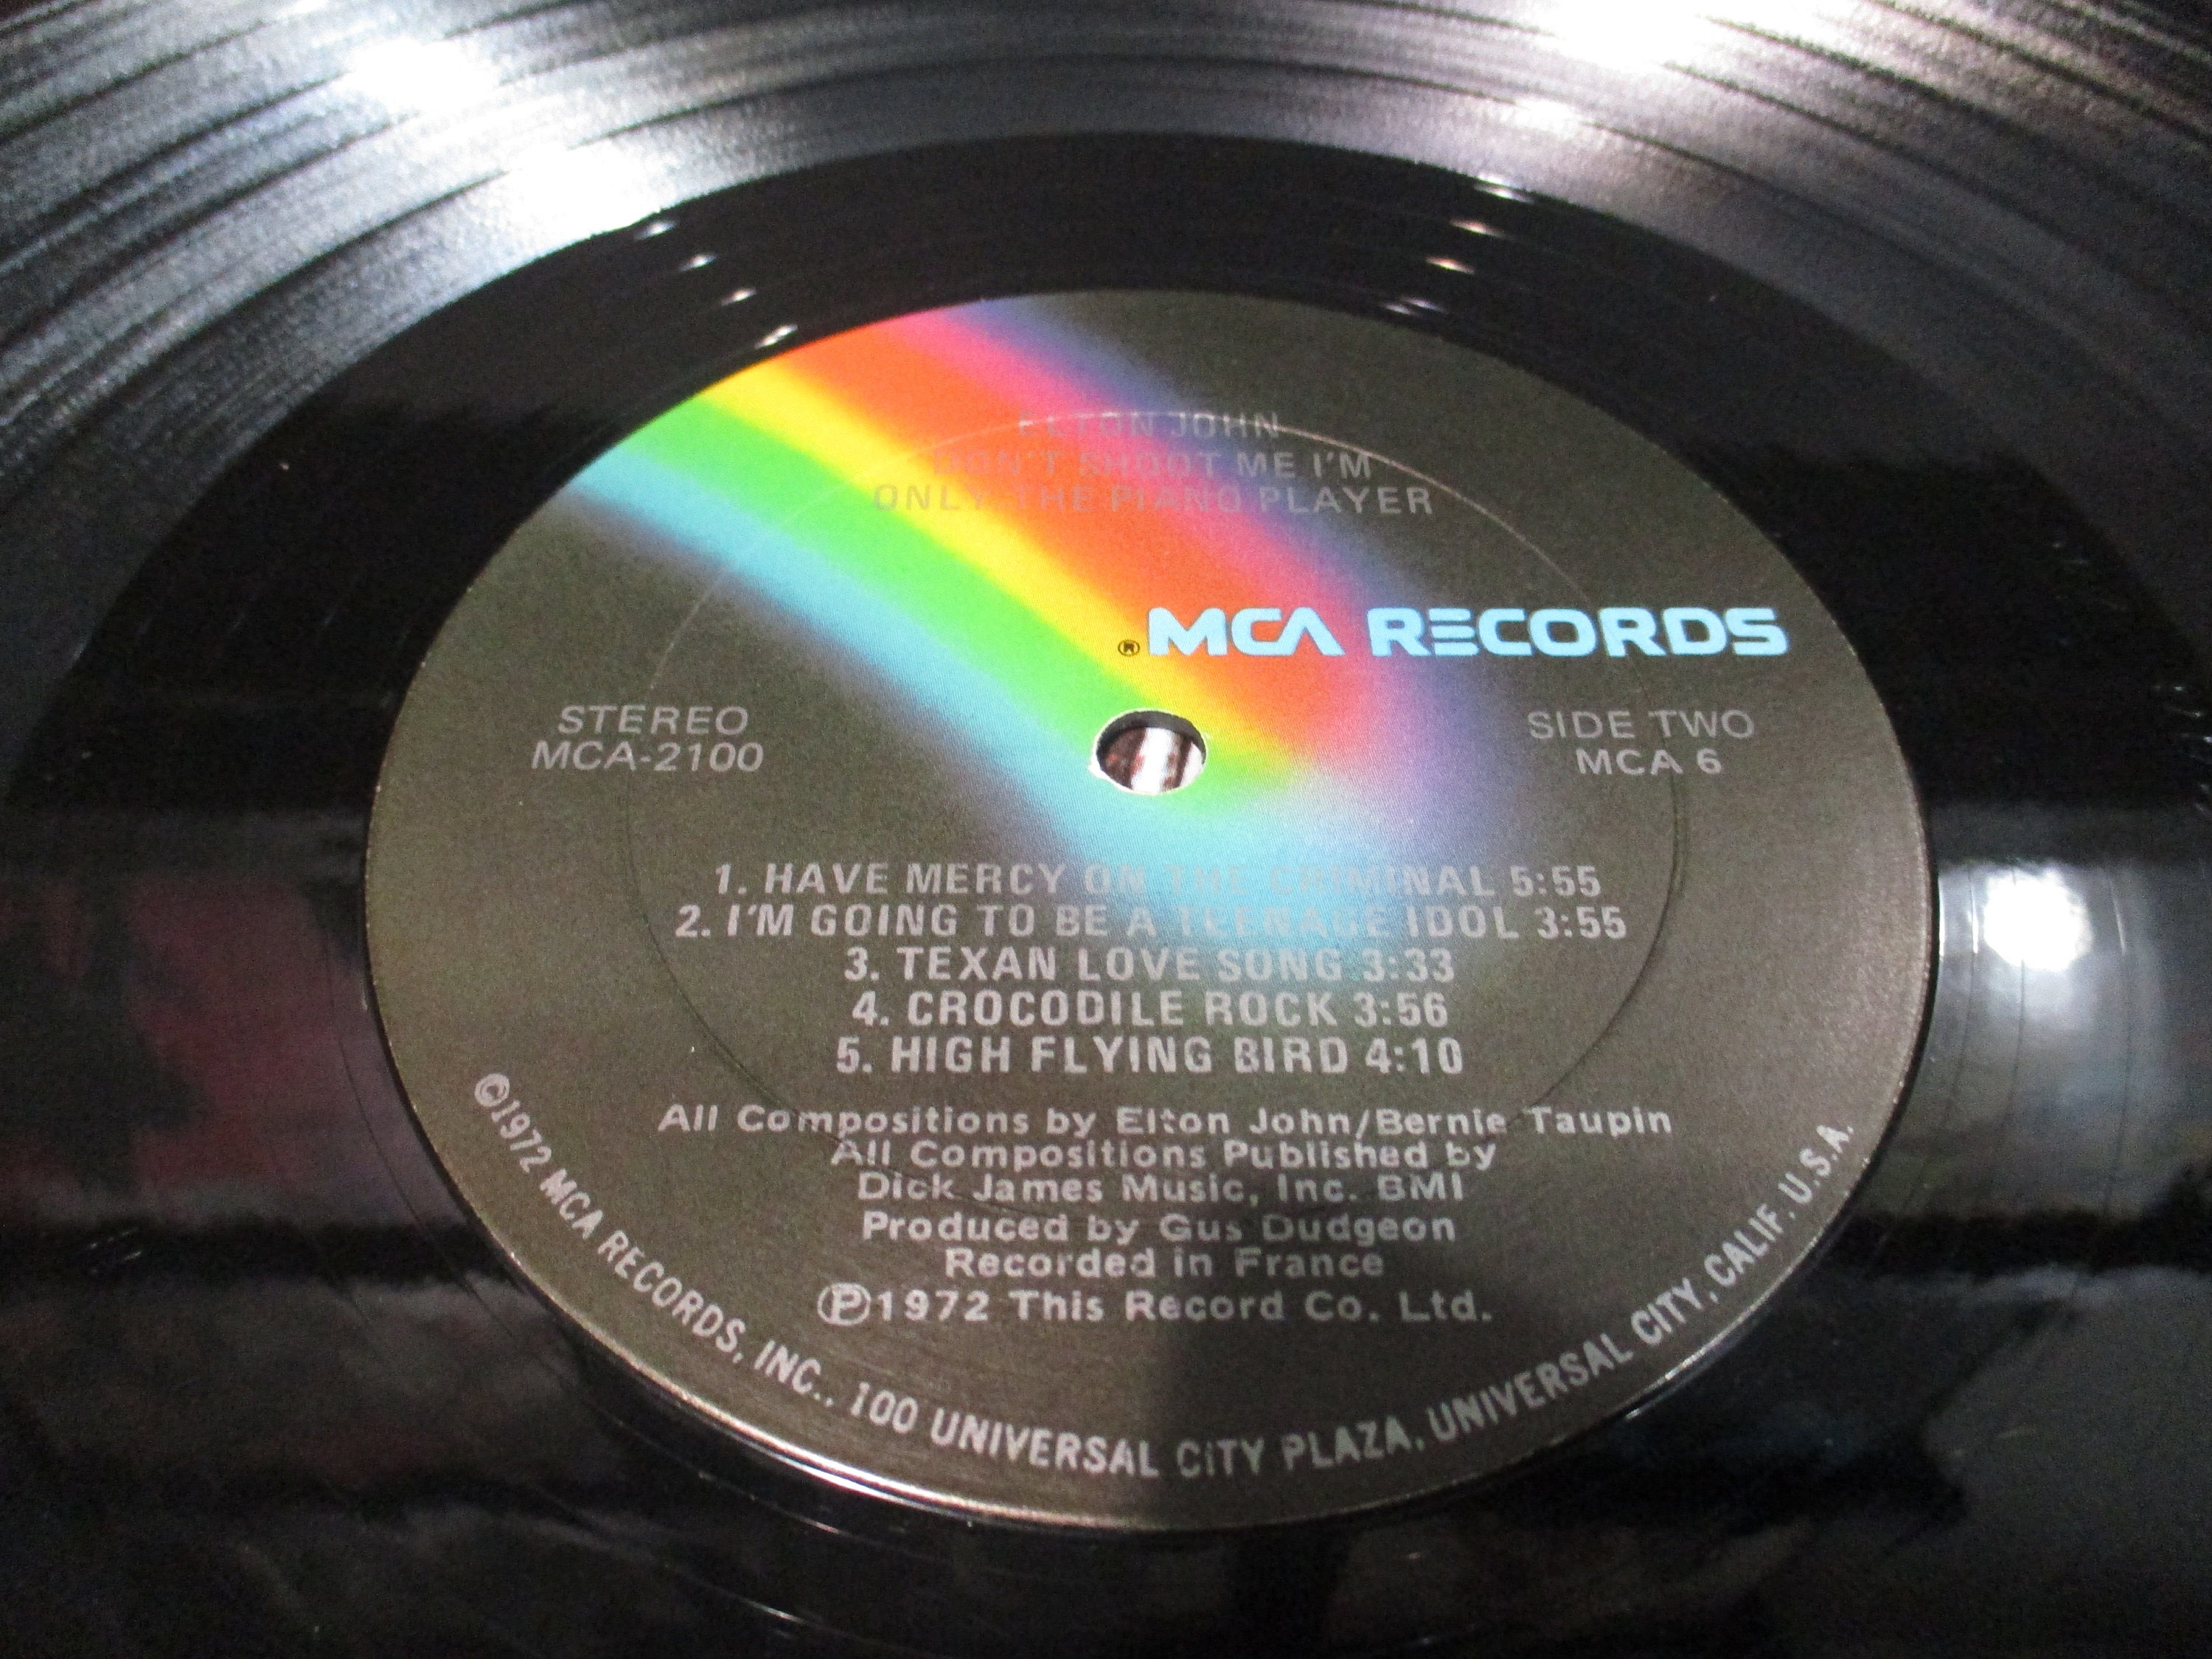 ELTON JOHN
DON'T SHOOT ME I'M
ONLY THE PIANO PLAYER
® MCA RECORDS
STEREO
MCA-2100
SIDE TWO
MCA 6
1. HAVE MERCY ON THE CRIMINAL 5:55
2. I'M GOING TO BE A TEENAGE IDOL 3:55
3. TEXAN LOVE SONG 3:33
4. CROCODILE ROCK 3:56
5. HIGH FLYING BIRD 4:10
All Compositions by Elton John/Bernie Taupin
All Compositions Published by
Dick James Music, Inc. BMI
Produced by Gus Dudgeon
Recorded in France
℗1972 This Record Co. Ltd.
©1972 MCA RECORDS, INC., 100 UNIVERSAL CITY PLAZA, UNIVERSAL CITY, CALIF. U.S.A.